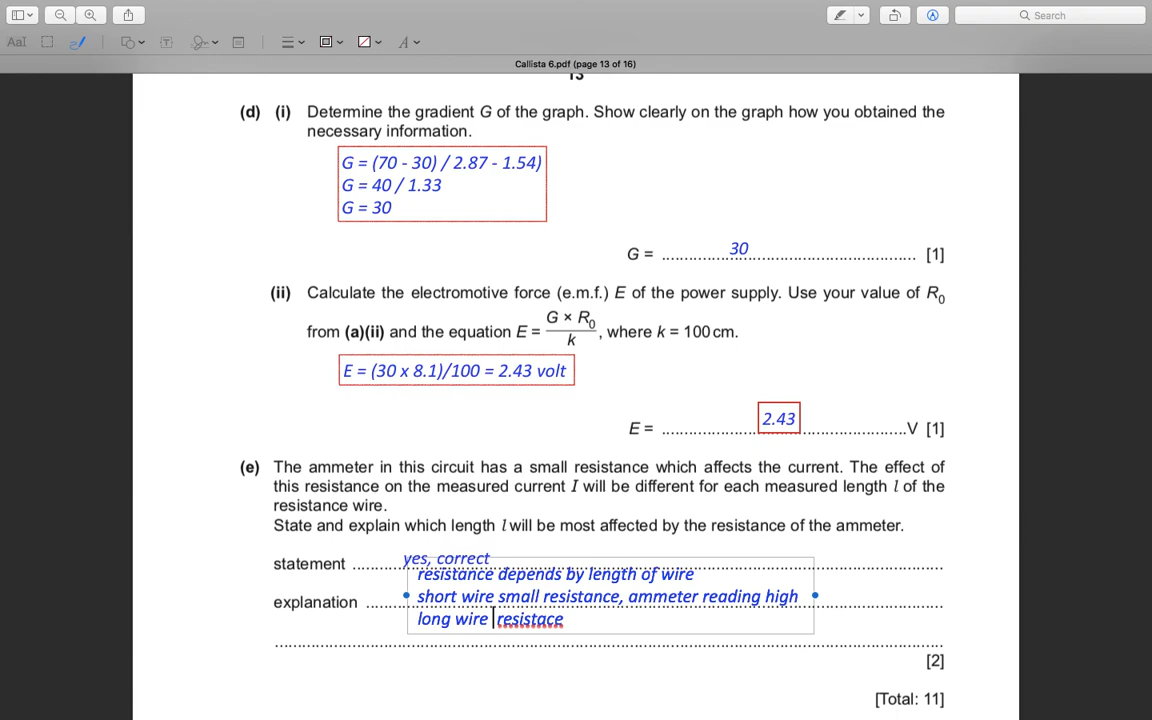 Search
AaI
A
Callista 6.pdf (page 13 of 16)
13
(d) (i) Determine the gradient G of the graph. Show clearly on the graph how you obtained the
necessary information.
G = (70 - 30) / 2.87 - 1.54)
G = 40 / 1.33
G = 30
G = ............30............ [1]
(ii) Calculate the electromotive force (e.m.f.) E of the power supply. Use your value of R0
from (a)(ii) and the equation E = G × R0 / k , where k = 100 cm.
E = (30 x 8.1)/100 = 2.43 volt
E = ............2.43............V [1]
(e) The ammeter in this circuit has a small resistance which affects the current. The effect of
this resistance on the measured current I will be different for each measured length l of the
resistance wire.
State and explain which length l will be most affected by the resistance of the ammeter.
statement ............yes, correct............
resistance depends by length of wire
explanation ............short wire small resistance, ammeter reading high............
long wire resistace
[2]
[Total: 11]